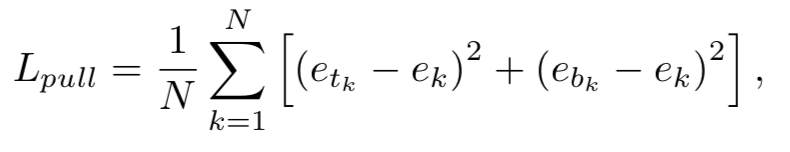 L_{pull} = \frac{1}{N} \sum_{k=1}^{N} \left[ (e_{t_k} - e_k)^2 + (e_{b_k} - e_k)^2 \right],